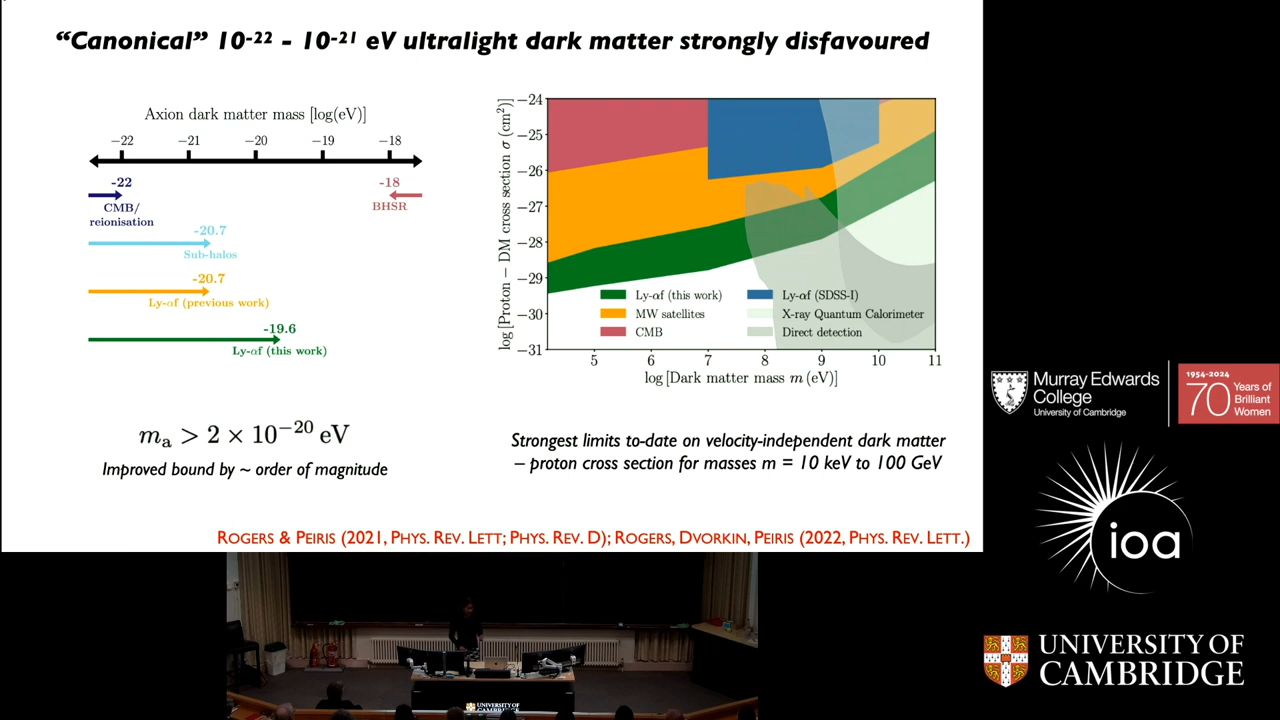 “Canonical” 10-22 - 10-21 eV ultralight dark matter strongly disfavoured
Axion dark matter mass [log(eV)]
−22 −21 −20 −19 −18
-22
CMB/
reionisation
-18
BHSR
-20.7
Sub-halos
-20.7
Ly-αf (previous work)
-19.6
Ly-αf (this work)
ma > 2 × 10−20 eV
Improved bound by ~ order of magnitude
log [Proton − DM cross section σ (cm2)]
−24
−25
−26
−27
−28
−29
−30
−31
Ly-αf (this work)
MW satellites
CMB
Ly-αf (SDSS-I)
X-ray Quantum Calorimeter
Direct detection
5 6 7 8 9 10 11
log [Dark matter mass m (eV)]
Strongest limits to-date on velocity-independent dark matter
– proton cross section for masses m = 10 keV to 100 GeV
Rogers & Peiris (2021, Phys. Rev. Lett; Phys. Rev. D); Rogers, Dvorkin, Peiris (2022, Phys. Rev. Lett.)
Murray Edwards
College
University of Cambridge
1954-2024
70
Years of
Brilliant
Women
ioa
UNIVERSITY OF
CAMBRIDGE
UNIVERSITY OF
CAMBRIDGE